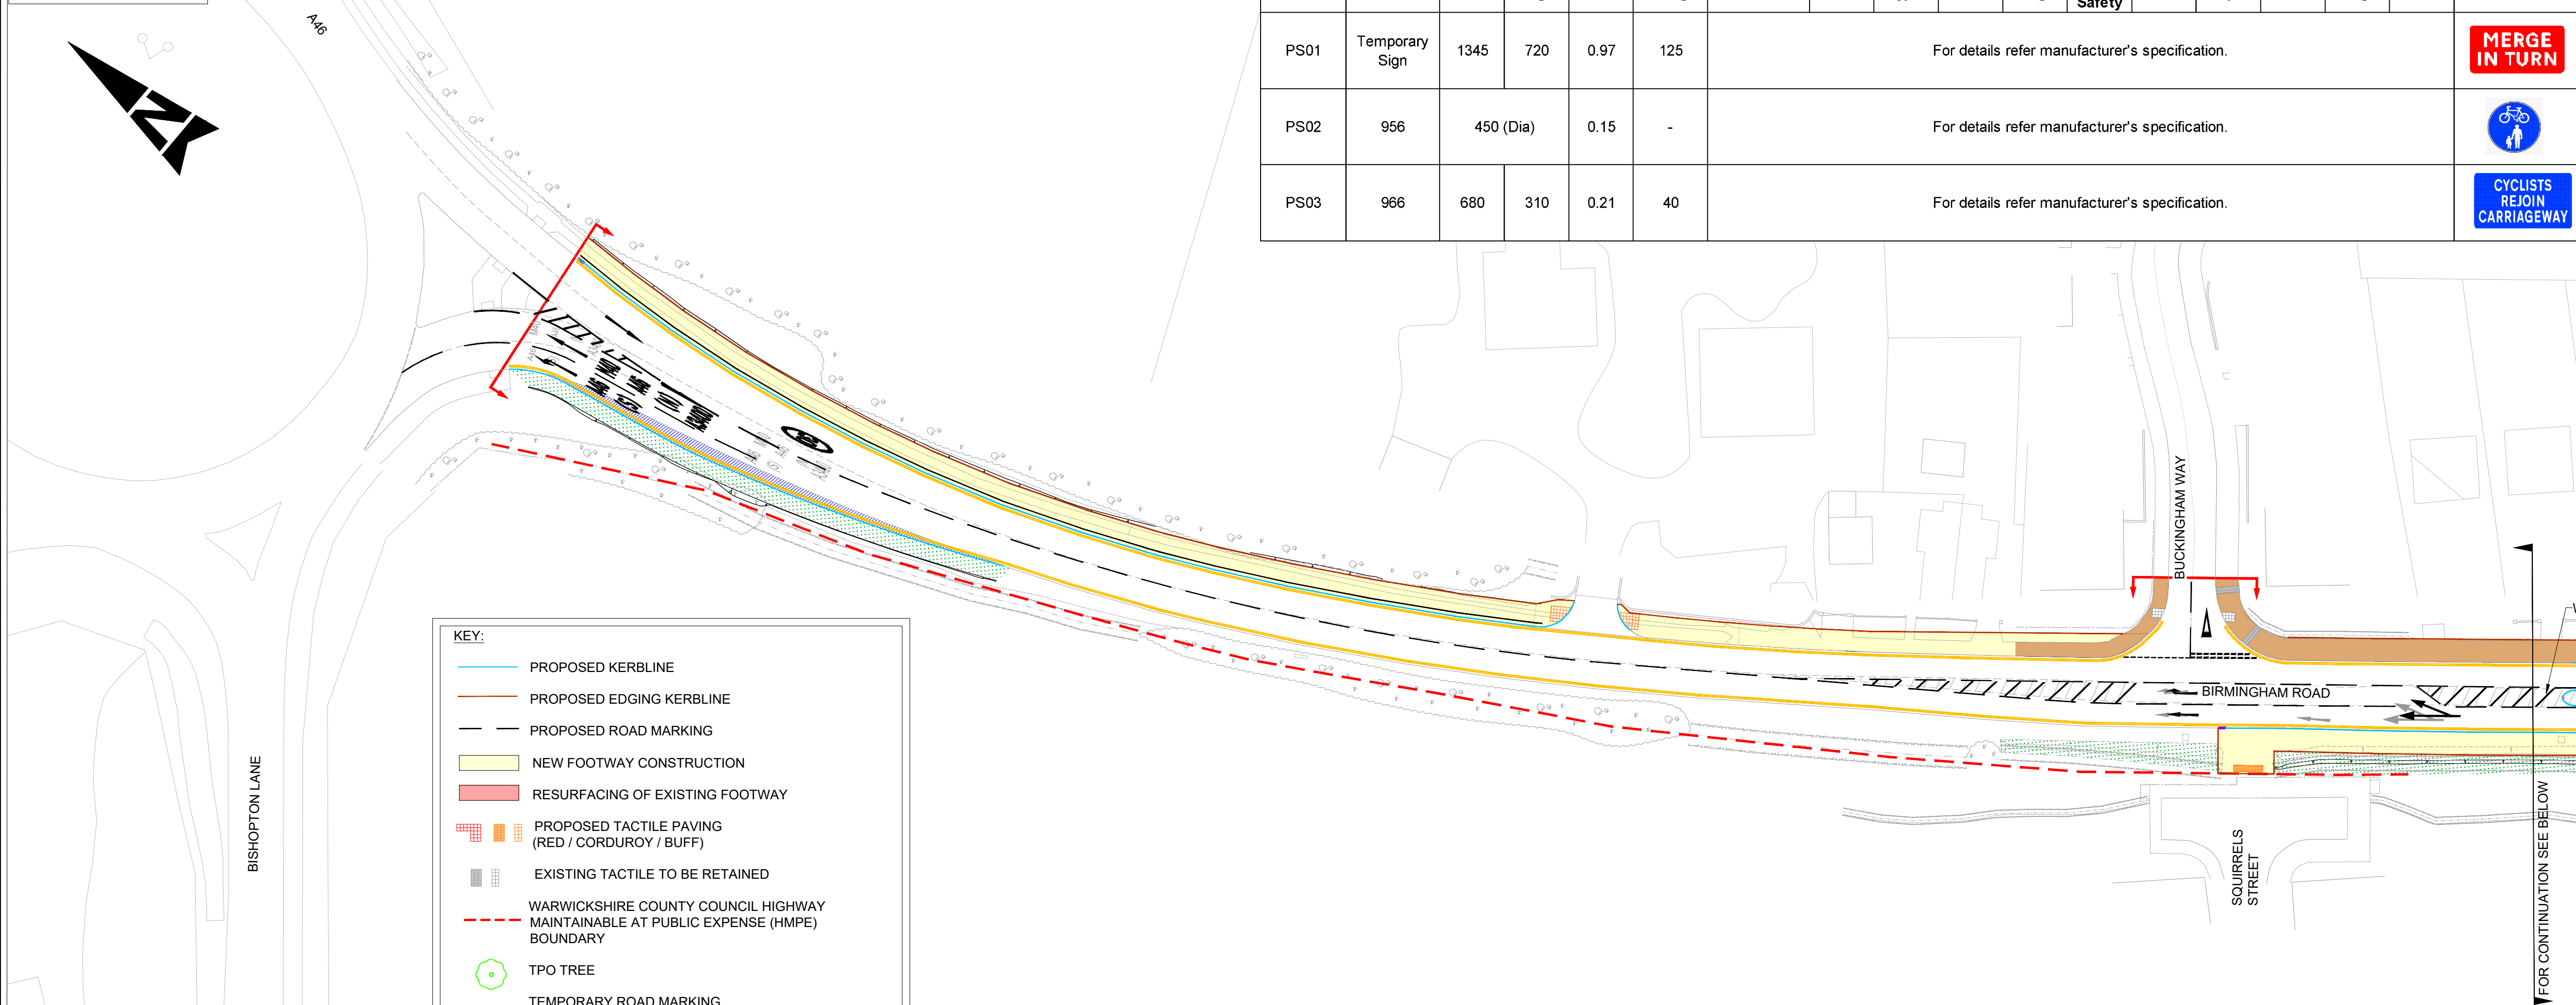 Safety
PS01 Temporary Sign 1345 720 0.97 125 For details refer manufacturer's specification.
MERGE
IN TURN
PS02 956 450 (Dia) 0.15 - For details refer manufacturer's specification.
PS03 966 680 310 0.21 40 For details refer manufacturer's specification.
CYCLISTS
REJOIN
CARRIAGEWAY
A46
N
BUCKINGHAM WAY
BIRMINGHAM ROAD
BISHOPTON LANE
SQUIRRELS
STREET
FOR CONTINUATION SEE BELOW
KEY:
PROPOSED KERBLINE
PROPOSED EDGING KERBLINE
PROPOSED ROAD MARKING
NEW FOOTWAY CONSTRUCTION
RESURFACING OF EXISTING FOOTWAY
PROPOSED TACTILE PAVING
(RED / CORDUROY / BUFF)
EXISTING TACTILE TO BE RETAINED
WARWICKSHIRE COUNTY COUNCIL HIGHWAY
MAINTAINABLE AT PUBLIC EXPENSE (HMPE)
BOUNDARY
TPO TREE
TEMPORARY ROAD MARKING